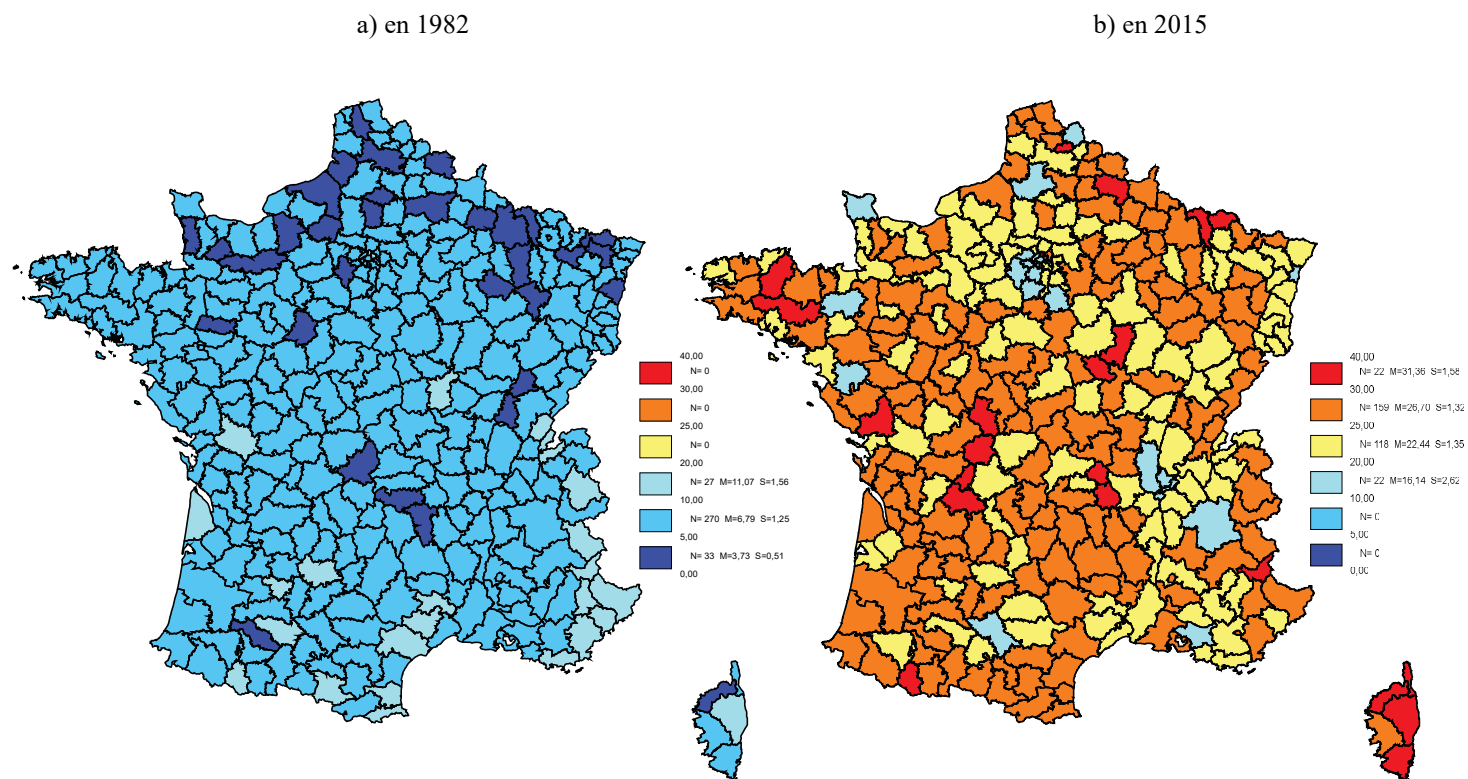 a) en 1982
b) en 2015
40,00
N= 0
30,00
N= 0
25,00
N= 0
20,00
N= 27 M=11,07 S=1,56
10,00
N= 270 M=6,79 S=1,25
5,00
N= 33 M=3,73 S=0,51
0,00
40,00
N= 22 M=31,36 S=1,58
30,00
N= 159 M=26,70 S=1,32
25,00
N= 118 M=22,44 S=1,35
20,00
N= 22 M=16,14 S=2,62
10,00
N= 0
5,00
N= 0
0,00